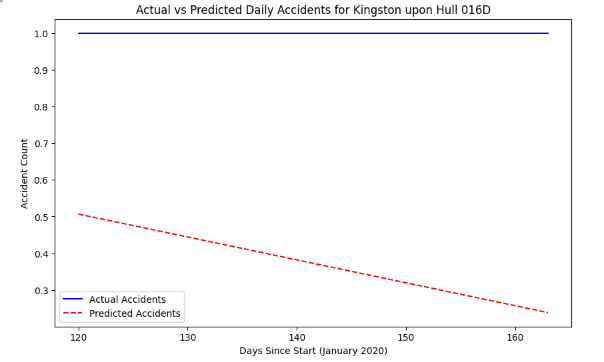 Actual vs Predicted Daily Accidents for Kingston upon Hull 016D
1.0
0.9
0.8
0.7
0.6
0.5
0.4
0.3
Accident Count
Actual Accidents
Predicted Accidents
120 130 140 150 160
Days Since Start (January 2020)